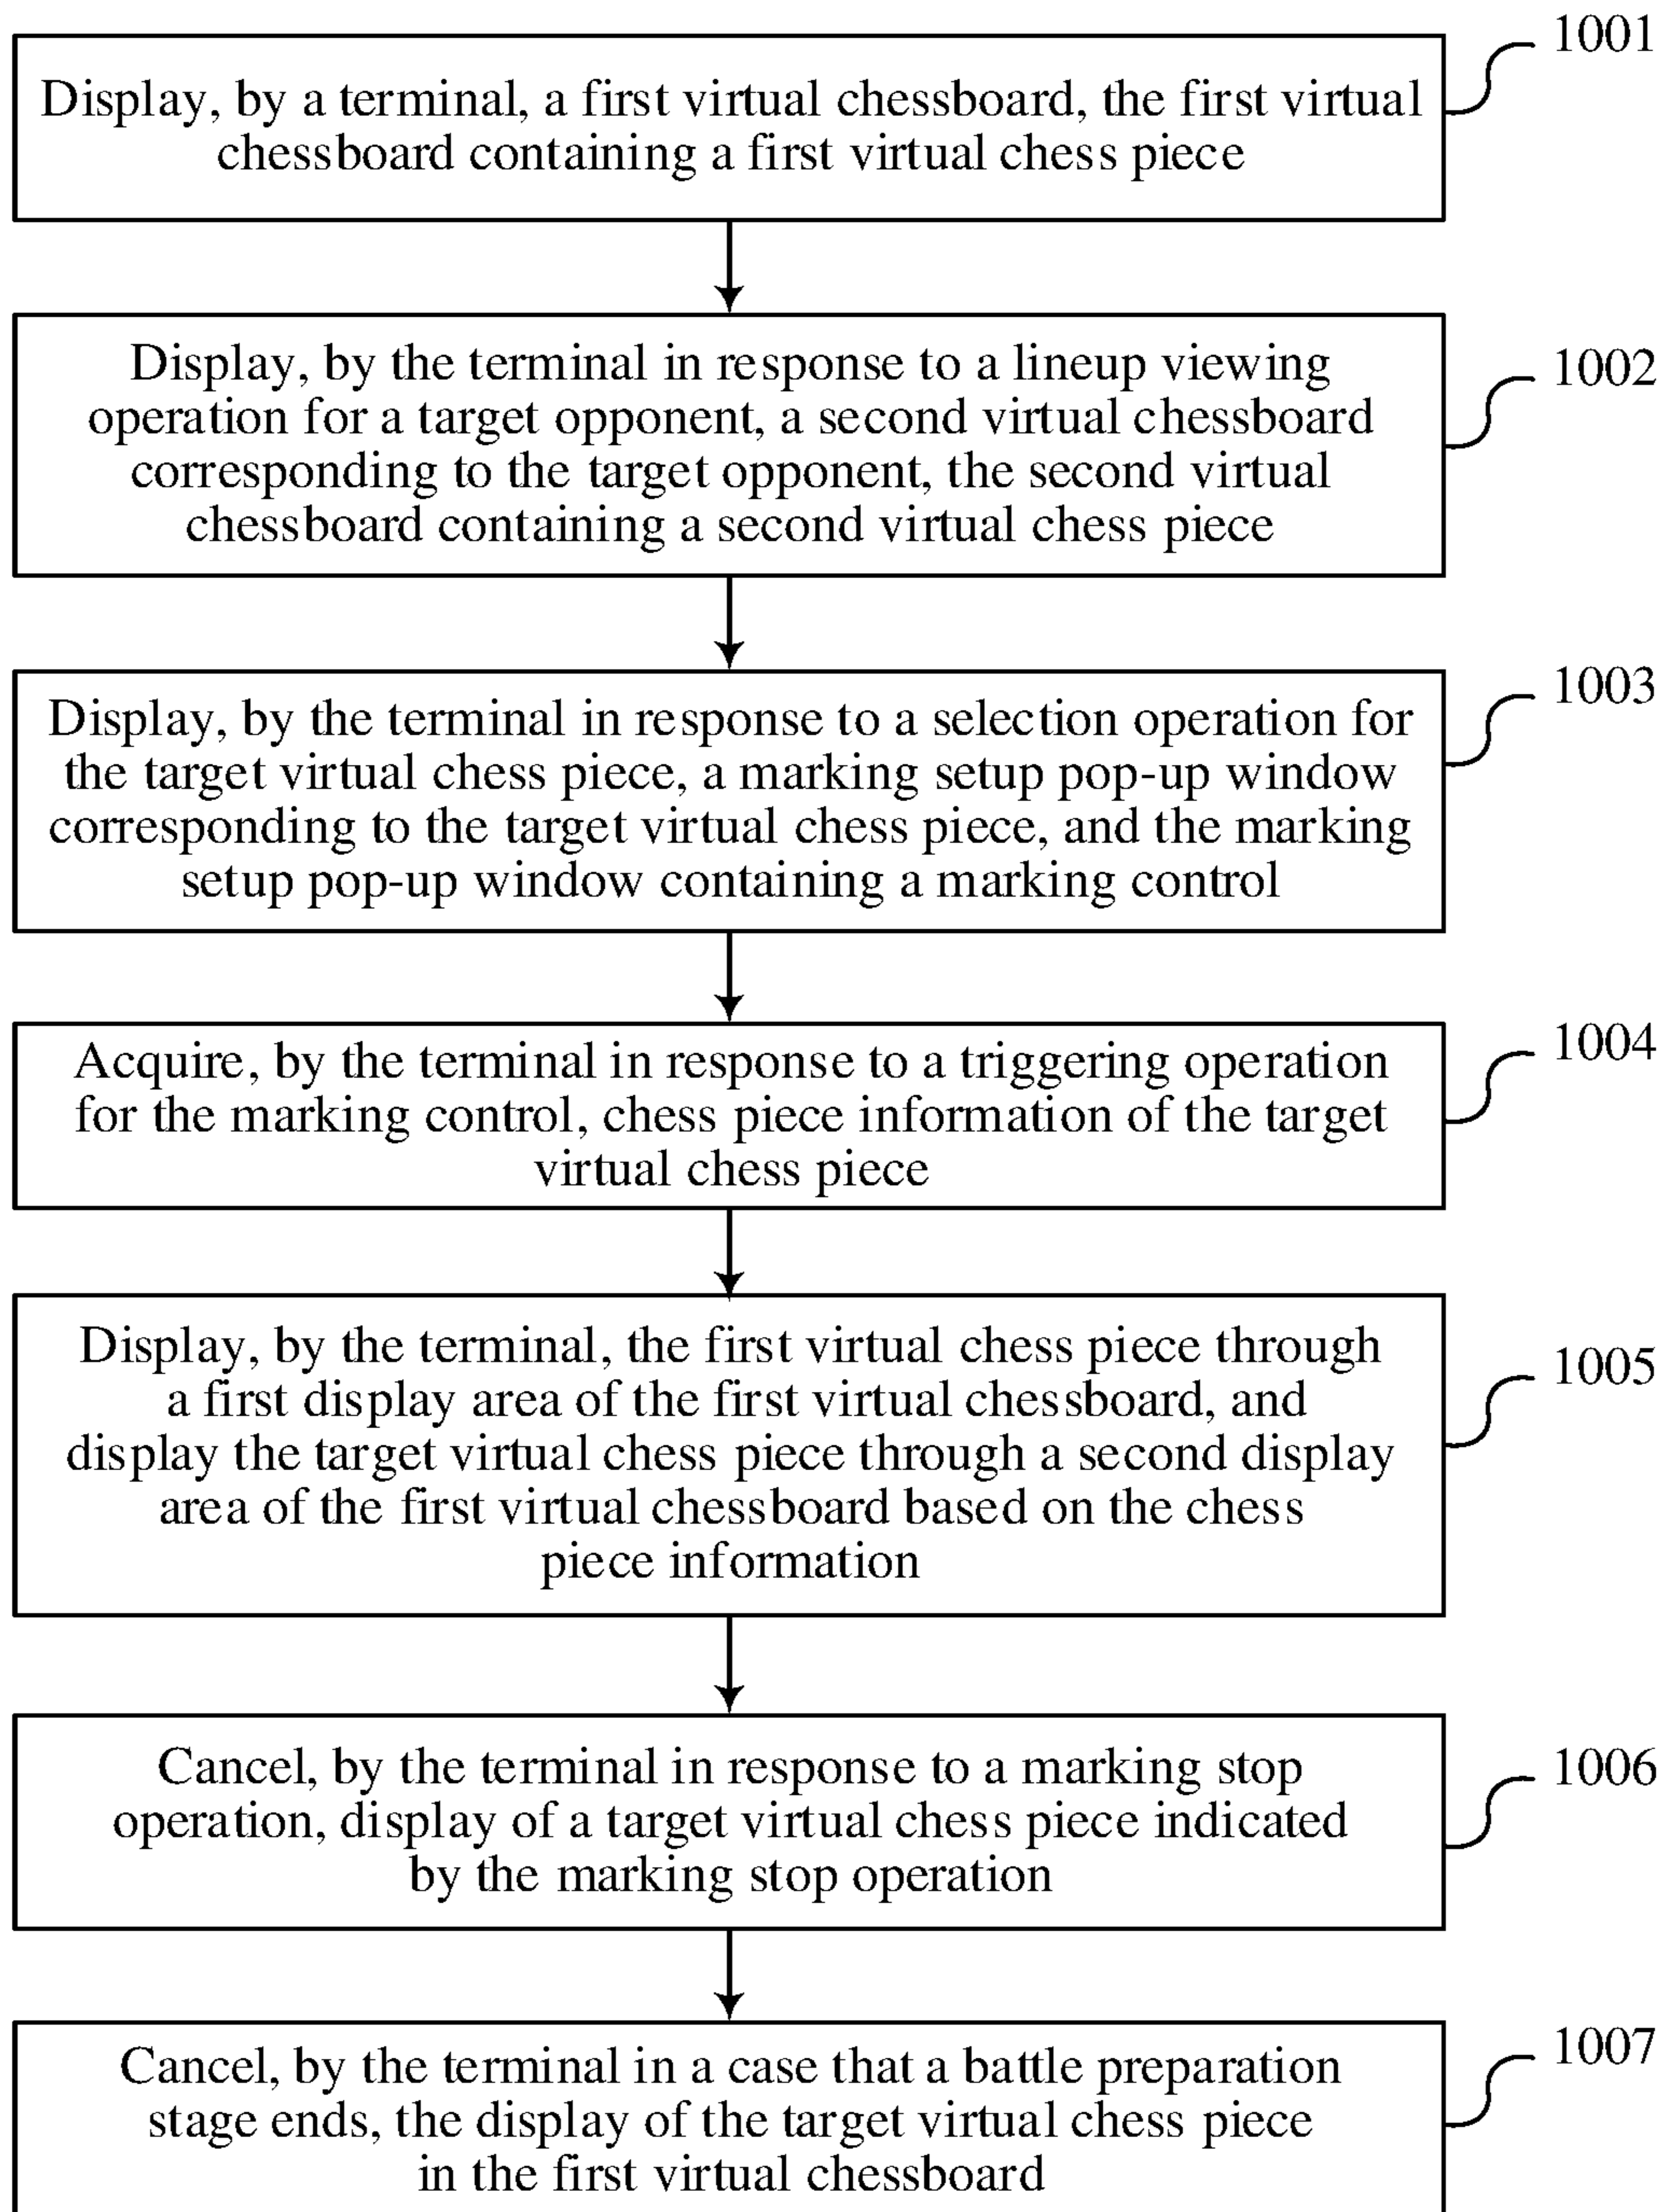 1001
Display, by a terminal, a first virtual chessboard, the first virtual
chessboard containing a first virtual chess piece
1002
Display, by the terminal in response to a lineup viewing
operation for a target opponent, a second virtual chessboard
corresponding to the target opponent, the second virtual
chessboard containing a second virtual chess piece
1003
Display, by the terminal in response to a selection operation for
the target virtual chess piece, a marking setup pop-up window
corresponding to the target virtual chess piece, and the marking
setup pop-up window containing a marking control
1004
Acquire, by the terminal in response to a triggering operation
for the marking control, chess piece information of the target
virtual chess piece
1005
Display, by the terminal, the first virtual chess piece through
a first display area of the first virtual chessboard, and
display the target virtual chess piece through a second display
area of the first virtual chessboard based on the chess
piece information
1006
Cancel, by the terminal in response to a marking stop
operation, display of a target virtual chess piece indicated
by the marking stop operation
1007
Cancel, by the terminal in a case that a battle preparation
stage ends, the display of the target virtual chess piece
in the first virtual chessboard